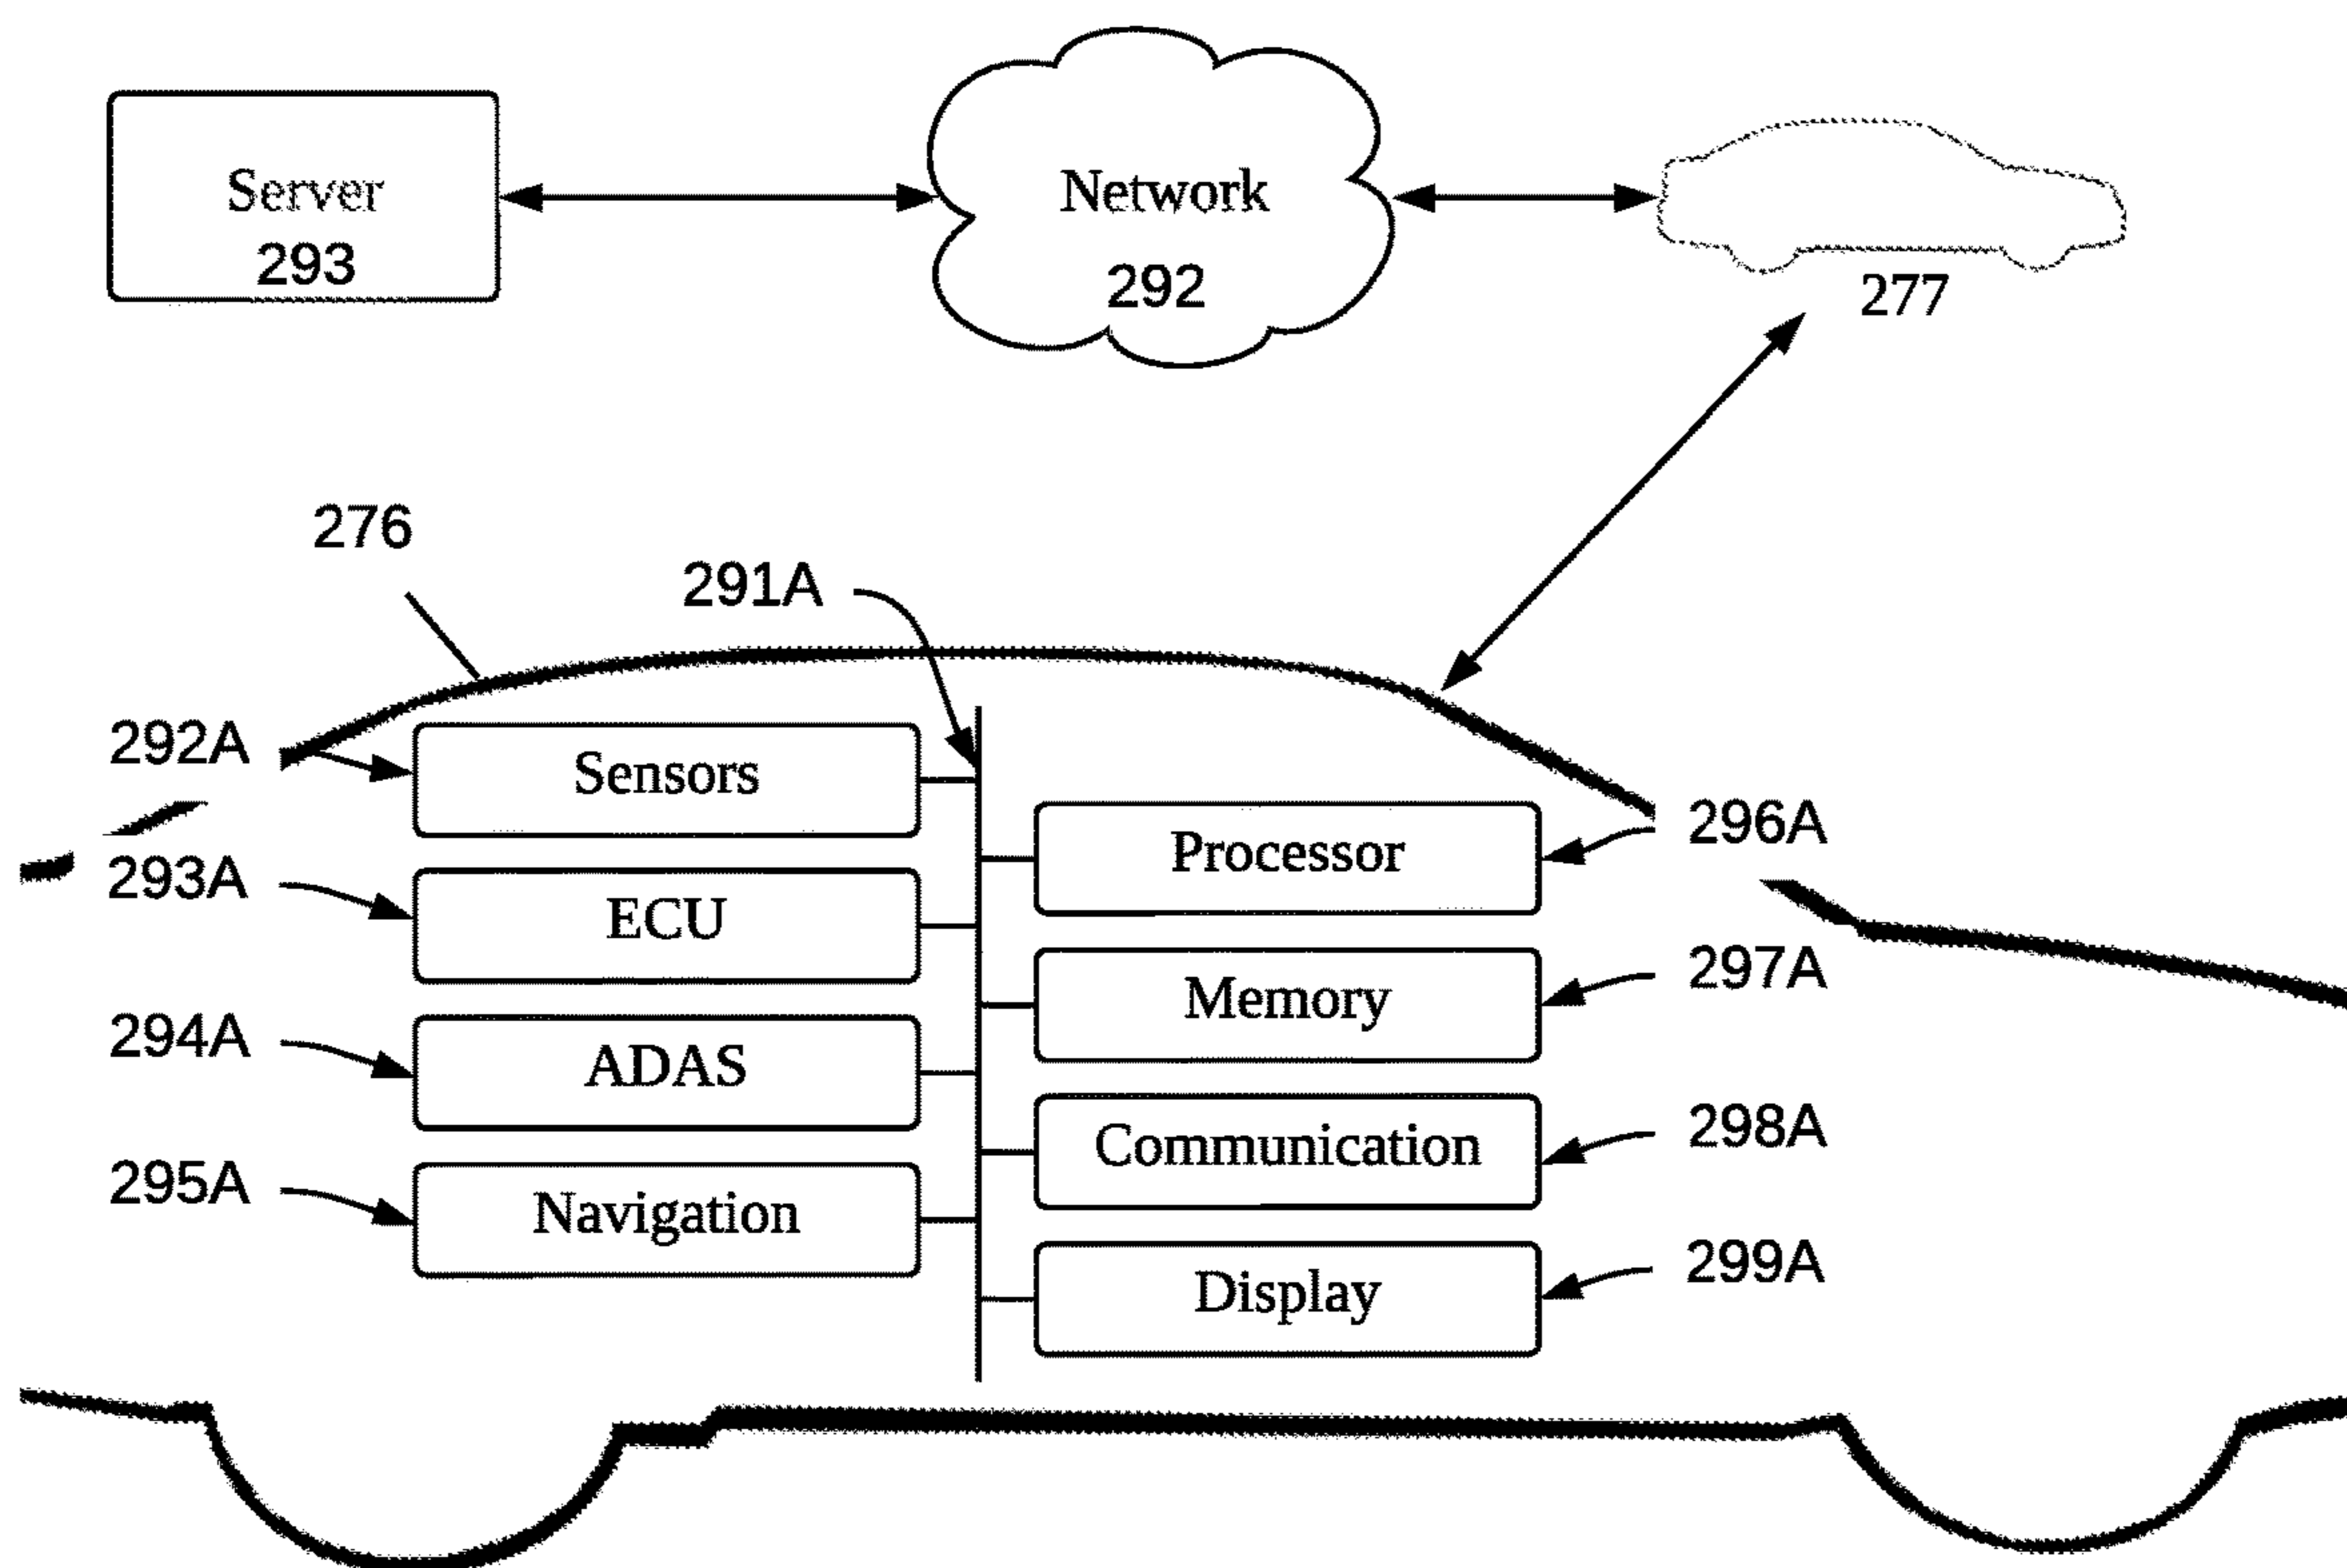 Server
293
Network
292
277
276
291A
292A
Sensors
293A
ECU
294A
ADAS
295A
Navigation
Processor
296A
Memory
297A
Communication
298A
Display
299A